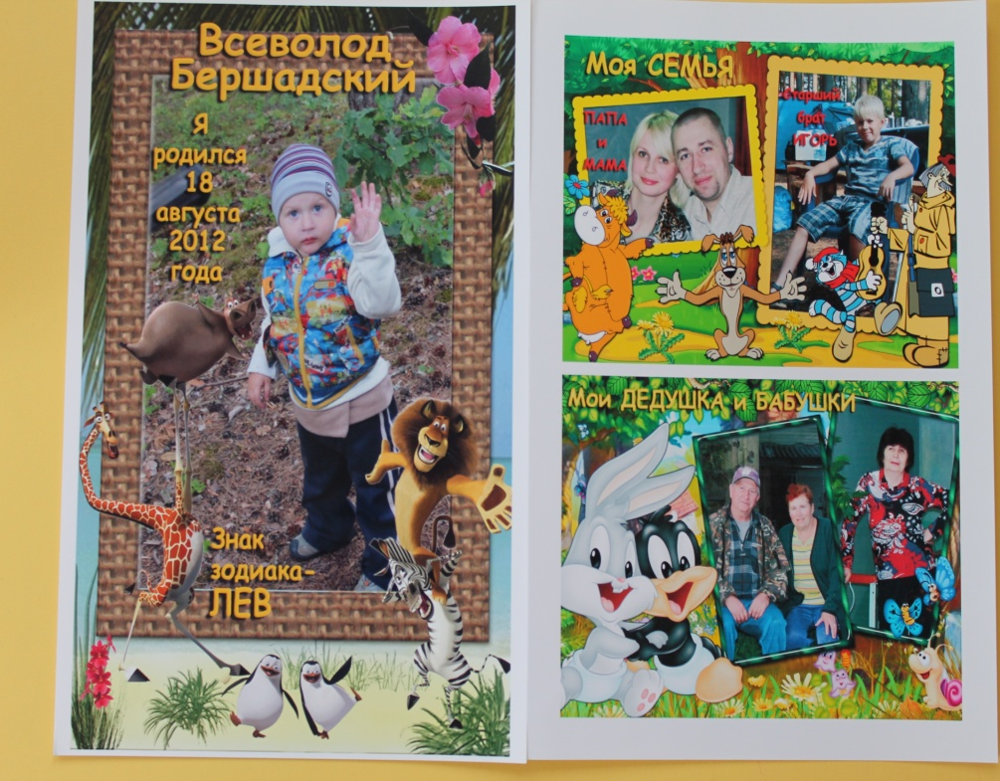 Всеволод
Бершадский
Я
родился
18
августа
2012
года
Знак
зодиака-
ЛЕВ
Моя СЕМЬЯ
ПАПА
и
МАМА
Старший
брат
ИГОРЬ
Мои ДЕДУШКА и БАБУШКИ